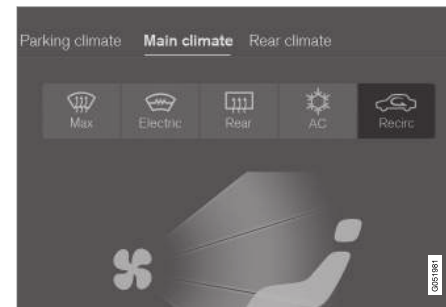 Parking climate Main climate Rear climate
Max Electric Rear AC Recirc
G051981